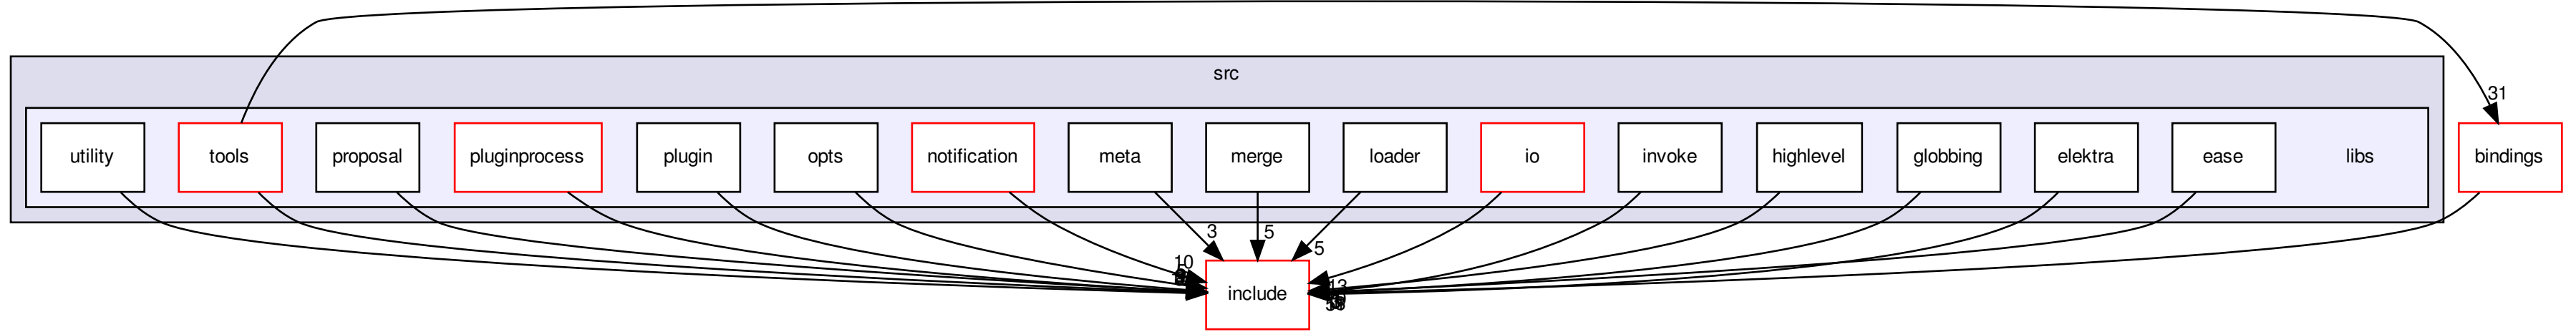 31
src
utility
tools
proposal
pluginprocess
plugin
opts
notification
meta
merge
loader
io
invoke
highlevel
globbing
elektra
ease
libs
bindings
3
5
5
10
13
include